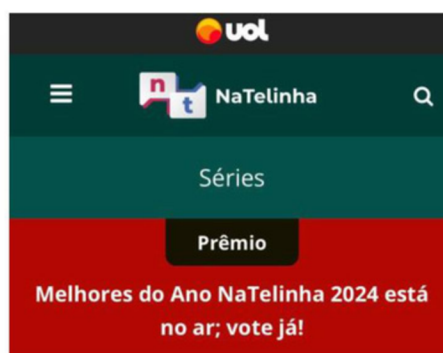 uol
nt NaTelinha
Séries
Prêmio
Melhores do Ano NaTelinha 2024 está
no ar; vote já!